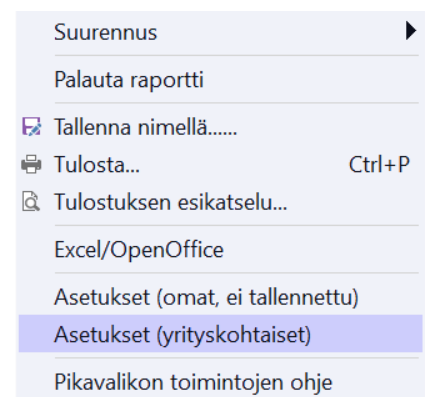 Suurennus
Palauta raportti
Tallenna nimellä......
Tulosta... Ctrl+P
Tulostuksen esikatselu...
Excel/OpenOffice
Asetukset (omat, ei tallennettu)
Asetukset (yrityskohtaiset)
Pikavalikon toimintojen ohje